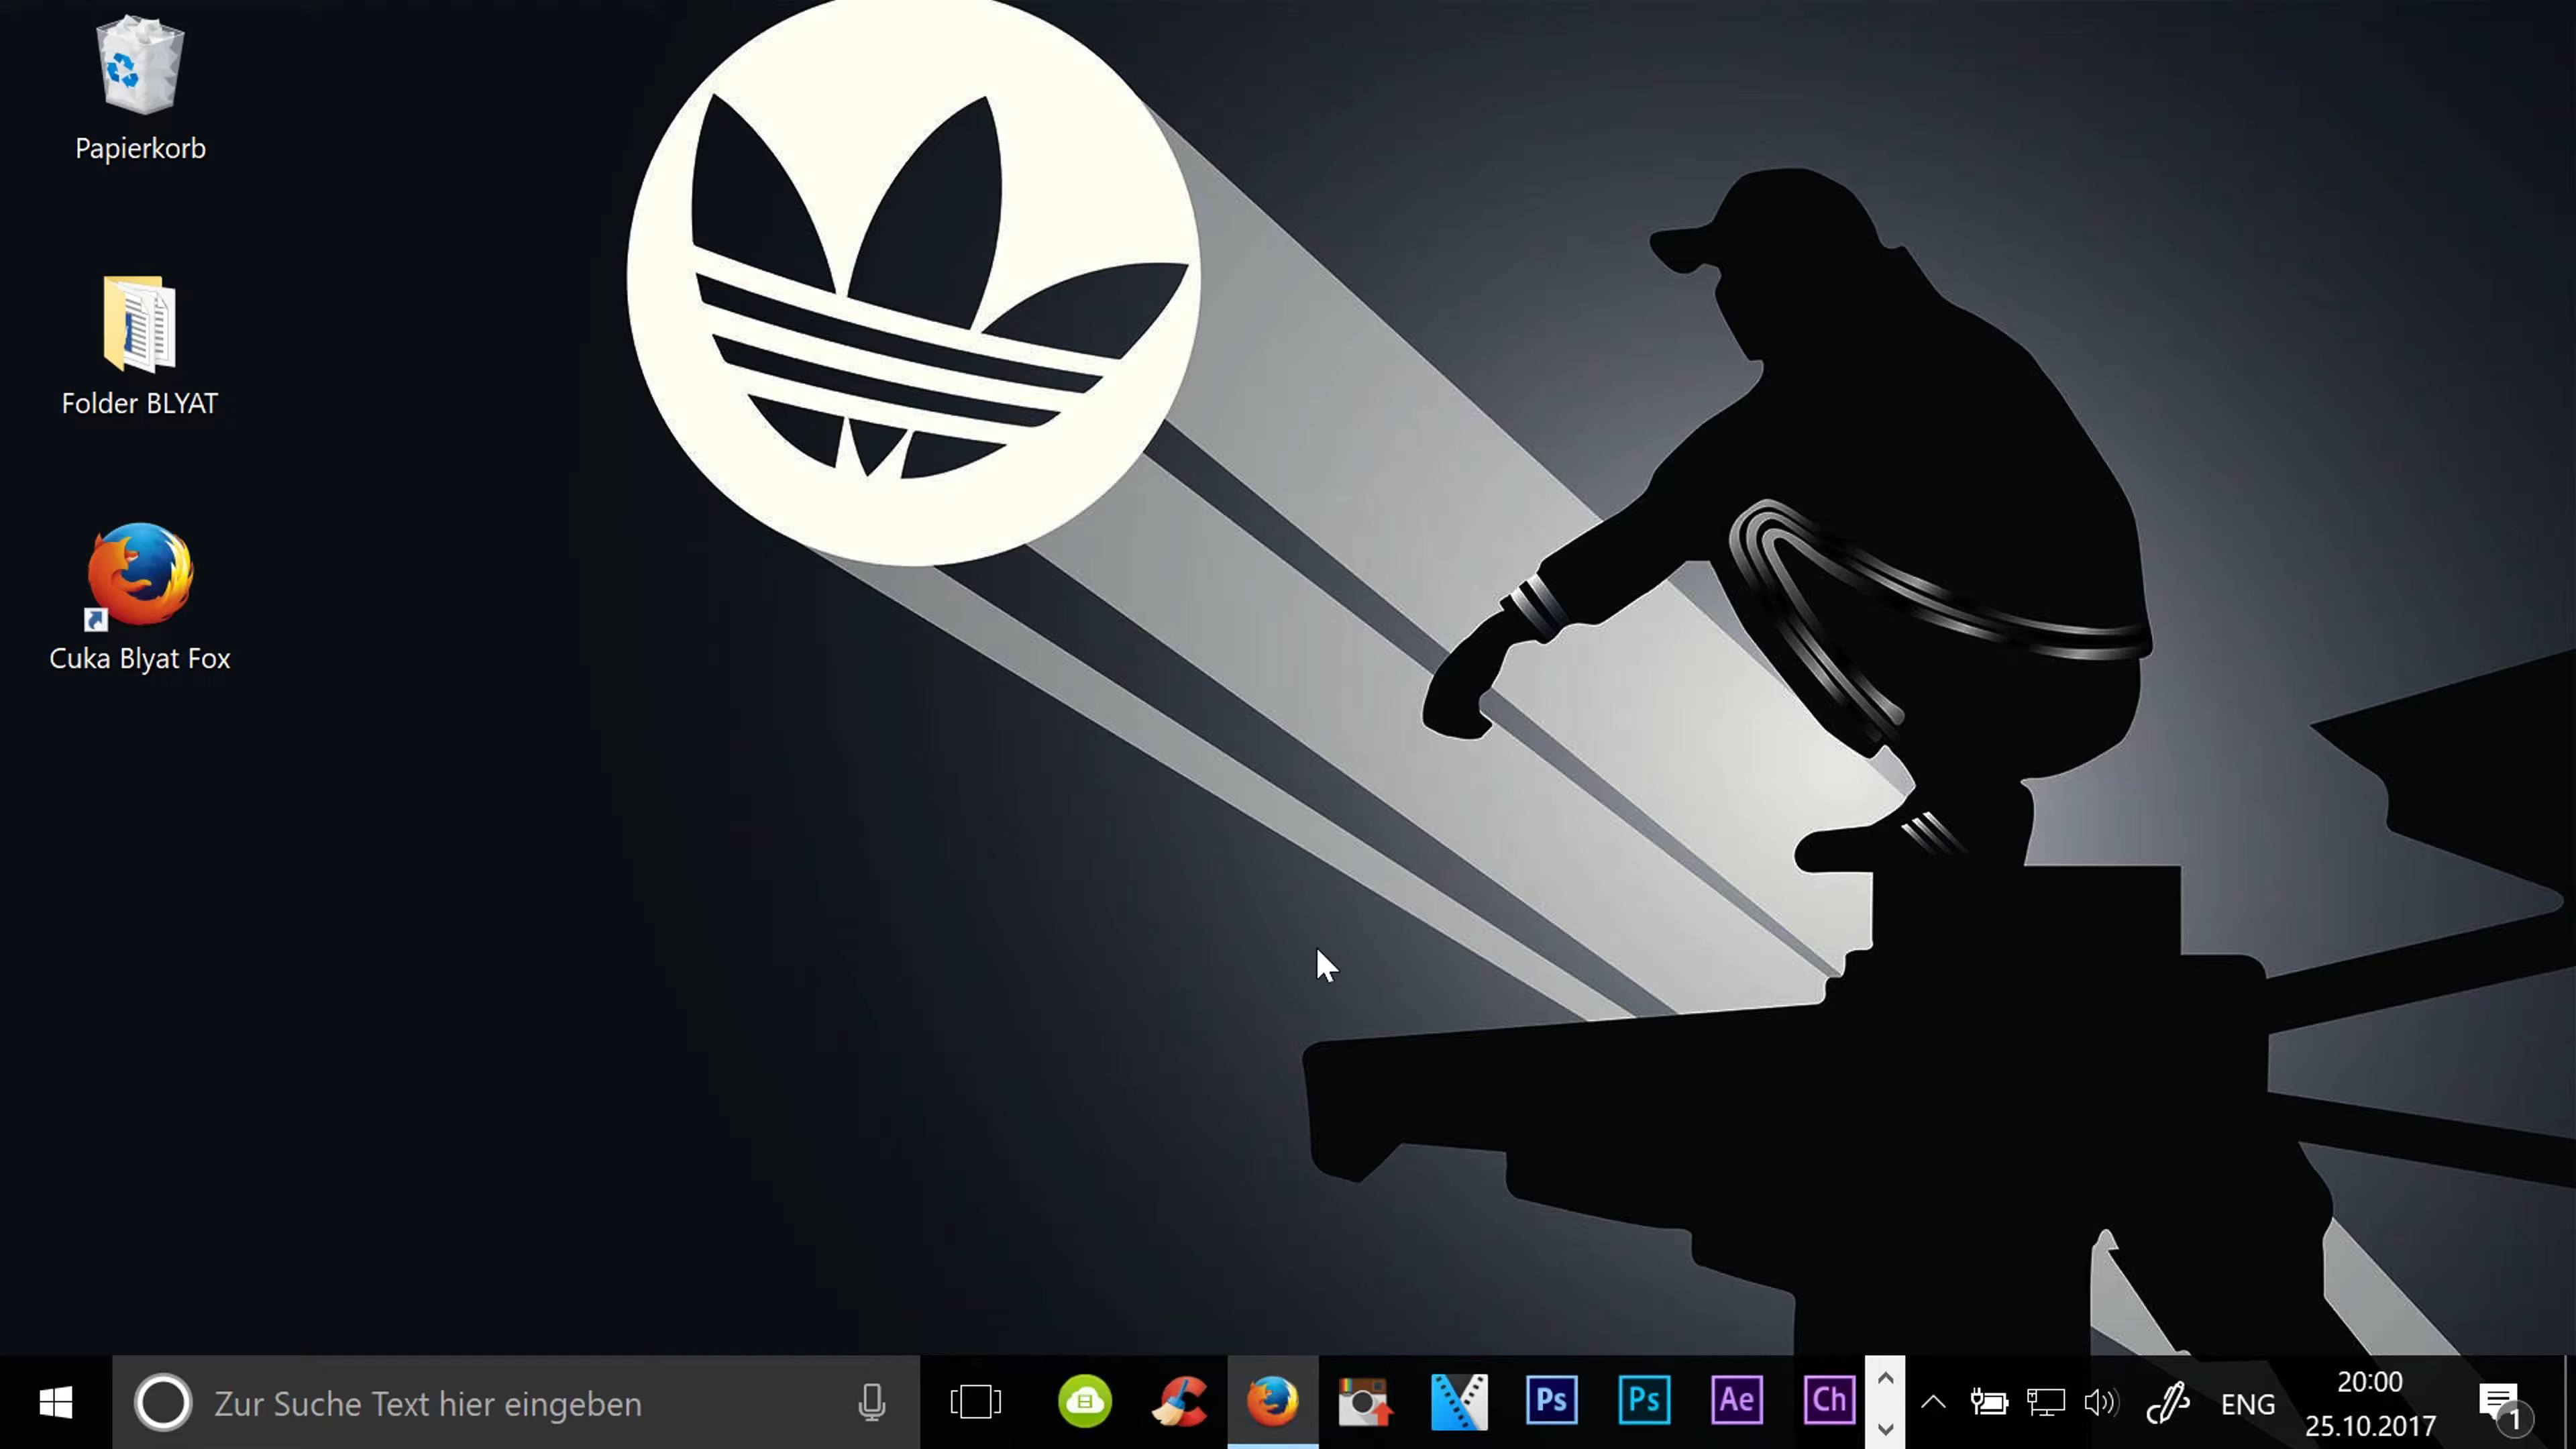 Papierkorb
Folder BLYAT
Cuka Blyat Fox
Zur Suche Text hier eingeben
Ps
Ps
Ae
Ch
ENG
20:00
25.10.2017
1